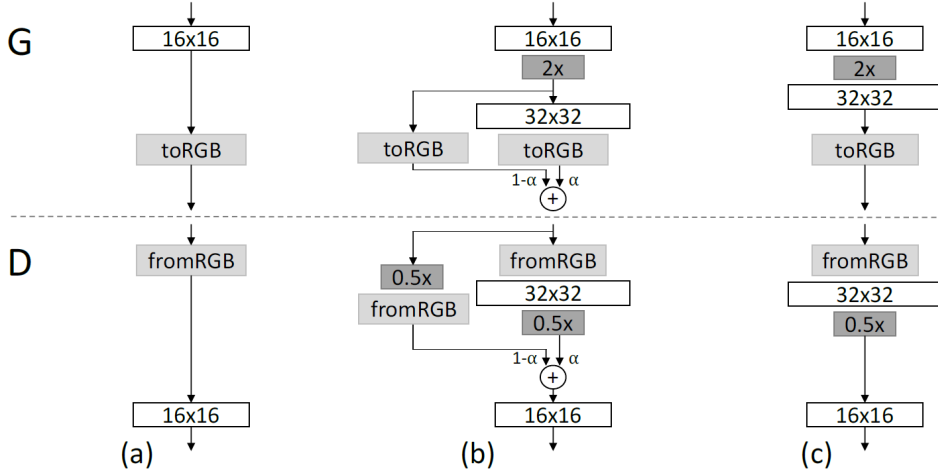 G
16x16
16x16
16x16
2x
2x
32x32
32x32
toRGB
toRGB
toRGB
toRGB
1-α
α
+
D
fromRGB
fromRGB
fromRGB
0.5x
32x32
32x32
fromRGB
0.5x
0.5x
1-α
α
+
16x16
16x16
16x16
(a)
(b)
(c)